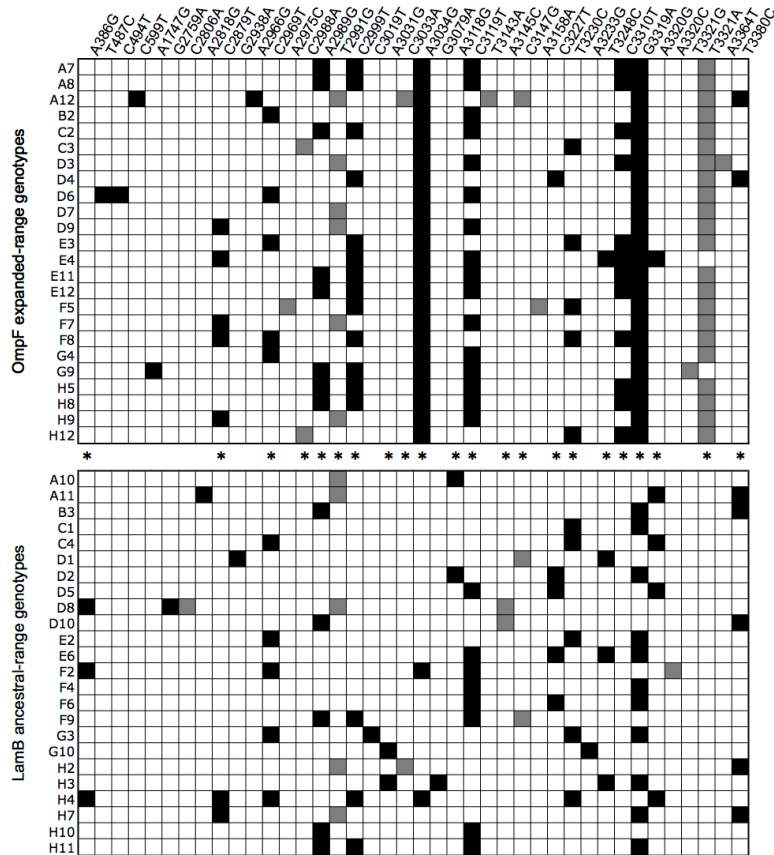 A386G
T487C
C494T
C599T
A1747G
G2759A
C2806A
A2818G
C2879T
G2938A
A2966G
C2969T
A2975C
C2988A
A2989G
T2991G
C2999T
C3019T
A3031G
C3033A
A3034G
G3079A
A3118G
C3119T
T3143A
A3145C
C3147G
A3158A
C3227T
T3230C
A3233G
T3248C
C3310T
G3319A
A3320G
A3320C
T3321G
T3321A
A3364T
T3380C
OmpF expanded-range genotypes
A7
A8
A12
B2
C2
C3
D3
D4
D6
D7
D9
E3
E4
E11
E12
F5
F7
F8
G4
G9
H5
H8
H9
H12
* * * * * * * * * * * * * * * * * * * * *
LamB ancestral-range genotypes
A10
A11
B3
C1
C4
D1
D2
D5
D8
D10
E2
E6
F2
F4
F6
F9
G3
G10
H2
H3
H4
H7
H10
H11